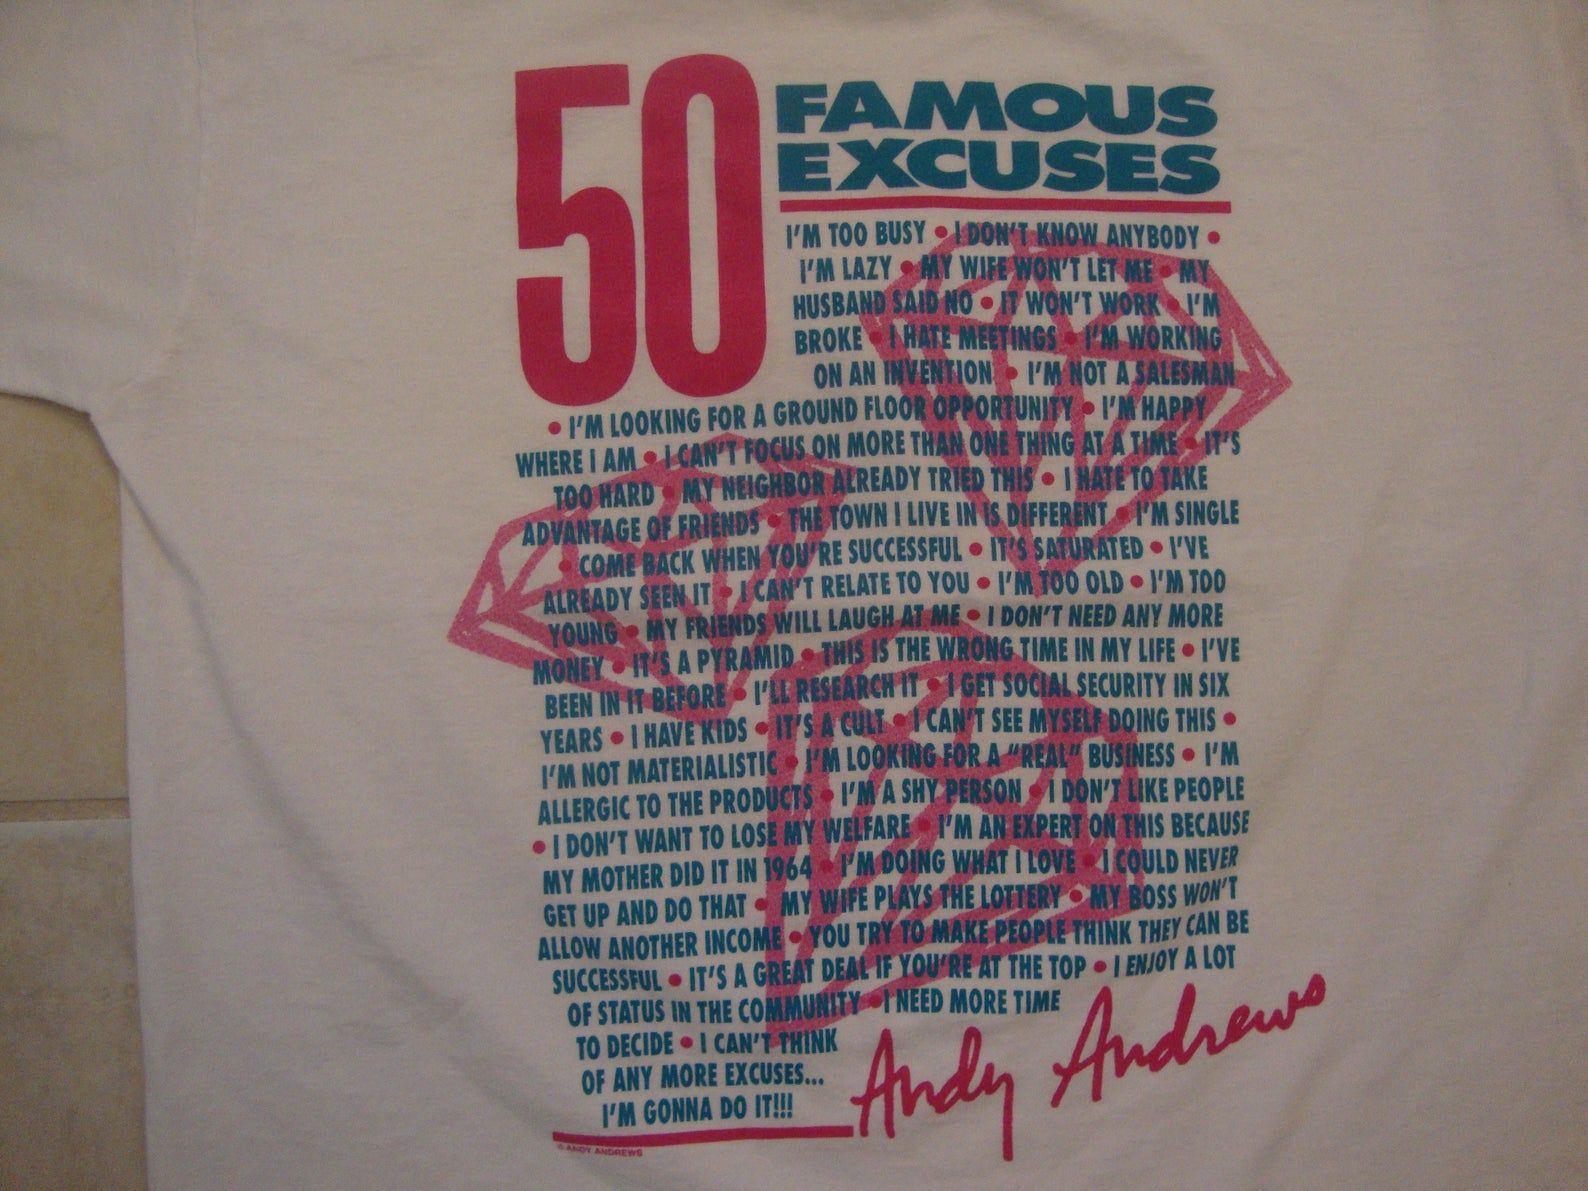 50 FAMOUS
EXCUSES
I'M TOO BUSY • I DON'T KNOW ANYBODY •
I'M LAZY • MY WIFE WON'T LET ME • MY
HUSBAND SAID NO • IT WON'T WORK • I'M
BROKE • I HATE MEETINGS • I'M WORKING
ON AN INVENTION • I'M NOT A SALESMAN
• I'M LOOKING FOR A GROUND FLOOR OPPORTUNITY • I'M HAPPY
WHERE I AM • I CAN'T FOCUS ON MORE THAN ONE THING AT A TIME • IT'S
TOO HARD • MY NEIGHBOR ALREADY TRIED THIS • I HATE TO TAKE
ADVANTAGE OF FRIENDS • THE TOWN I LIVE IN IS DIFFERENT • I'M SINGLE
• COME BACK WHEN YOU'RE SUCCESSFUL • IT'S SATURATED • I'VE
ALREADY SEEN IT • I CAN'T RELATE TO YOU • I'M TOO OLD • I'M TOO
YOUNG • MY FRIENDS WILL LAUGH AT ME • I DON'T NEED ANY MORE
MONEY • IT'S A PYRAMID • THIS IS THE WRONG TIME IN MY LIFE • I'VE
BEEN IN IT BEFORE • I'LL RESEARCH IT • I GET SOCIAL SECURITY IN SIX
YEARS • I HAVE KIDS • IT'S A CULT • I CAN'T SEE MYSELF DOING THIS •
I'M NOT MATERIALISTIC • I'M LOOKING FOR A "REAL" BUSINESS • I'M
ALLERGIC TO THE PRODUCTS • I'M A SHY PERSON • I DON'T LIKE PEOPLE
• I DON'T WANT TO LOSE MY WELFARE • I'M AN EXPERT ON THIS BECAUSE
MY MOTHER DID IT IN 1964 • I'M DOING WHAT I LOVE • I COULD NEVER
GET UP AND DO THAT • MY WIFE PLAYS THE LOTTERY • MY BOSS WON'T
ALLOW ANOTHER INCOME • YOU TRY TO MAKE PEOPLE THINK THEY CAN BE
SUCCESSFUL • IT'S A GREAT DEAL IF YOU'RE AT THE TOP • I ENJOY A LOT
OF STATUS IN THE COMMUNITY • I NEED MORE TIME
TO DECIDE • I CAN'T THINK
OF ANY MORE EXCUSES...
I'M GONNA DO IT!!!
Andy Andrews
© ANDY ANDREWS